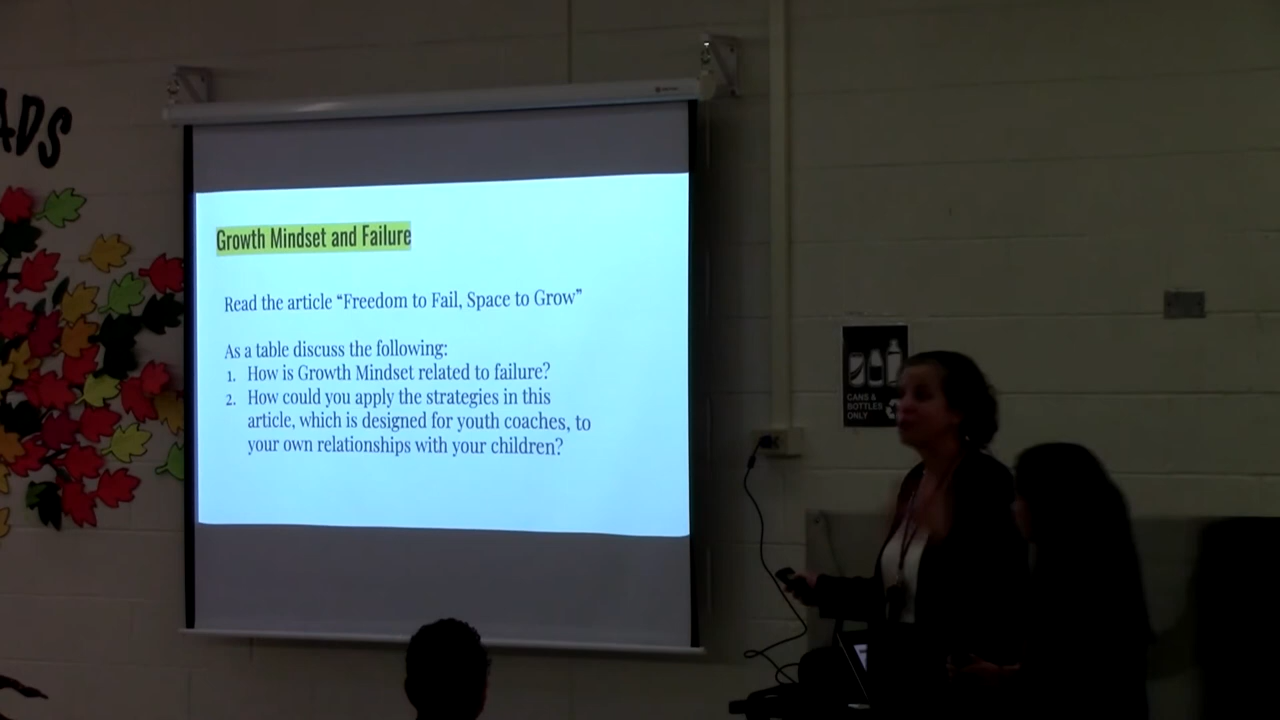 ADS
Growth Mindset and Failure
Read the article “Freedom to Fail, Space to Grow”
As a table discuss the following:
1. How is Growth Mindset related to failure?
2. How could you apply the strategies in this
article, which is designed for youth coaches, to
your own relationships with your children?
CANS &
BOTTLES
ONLY